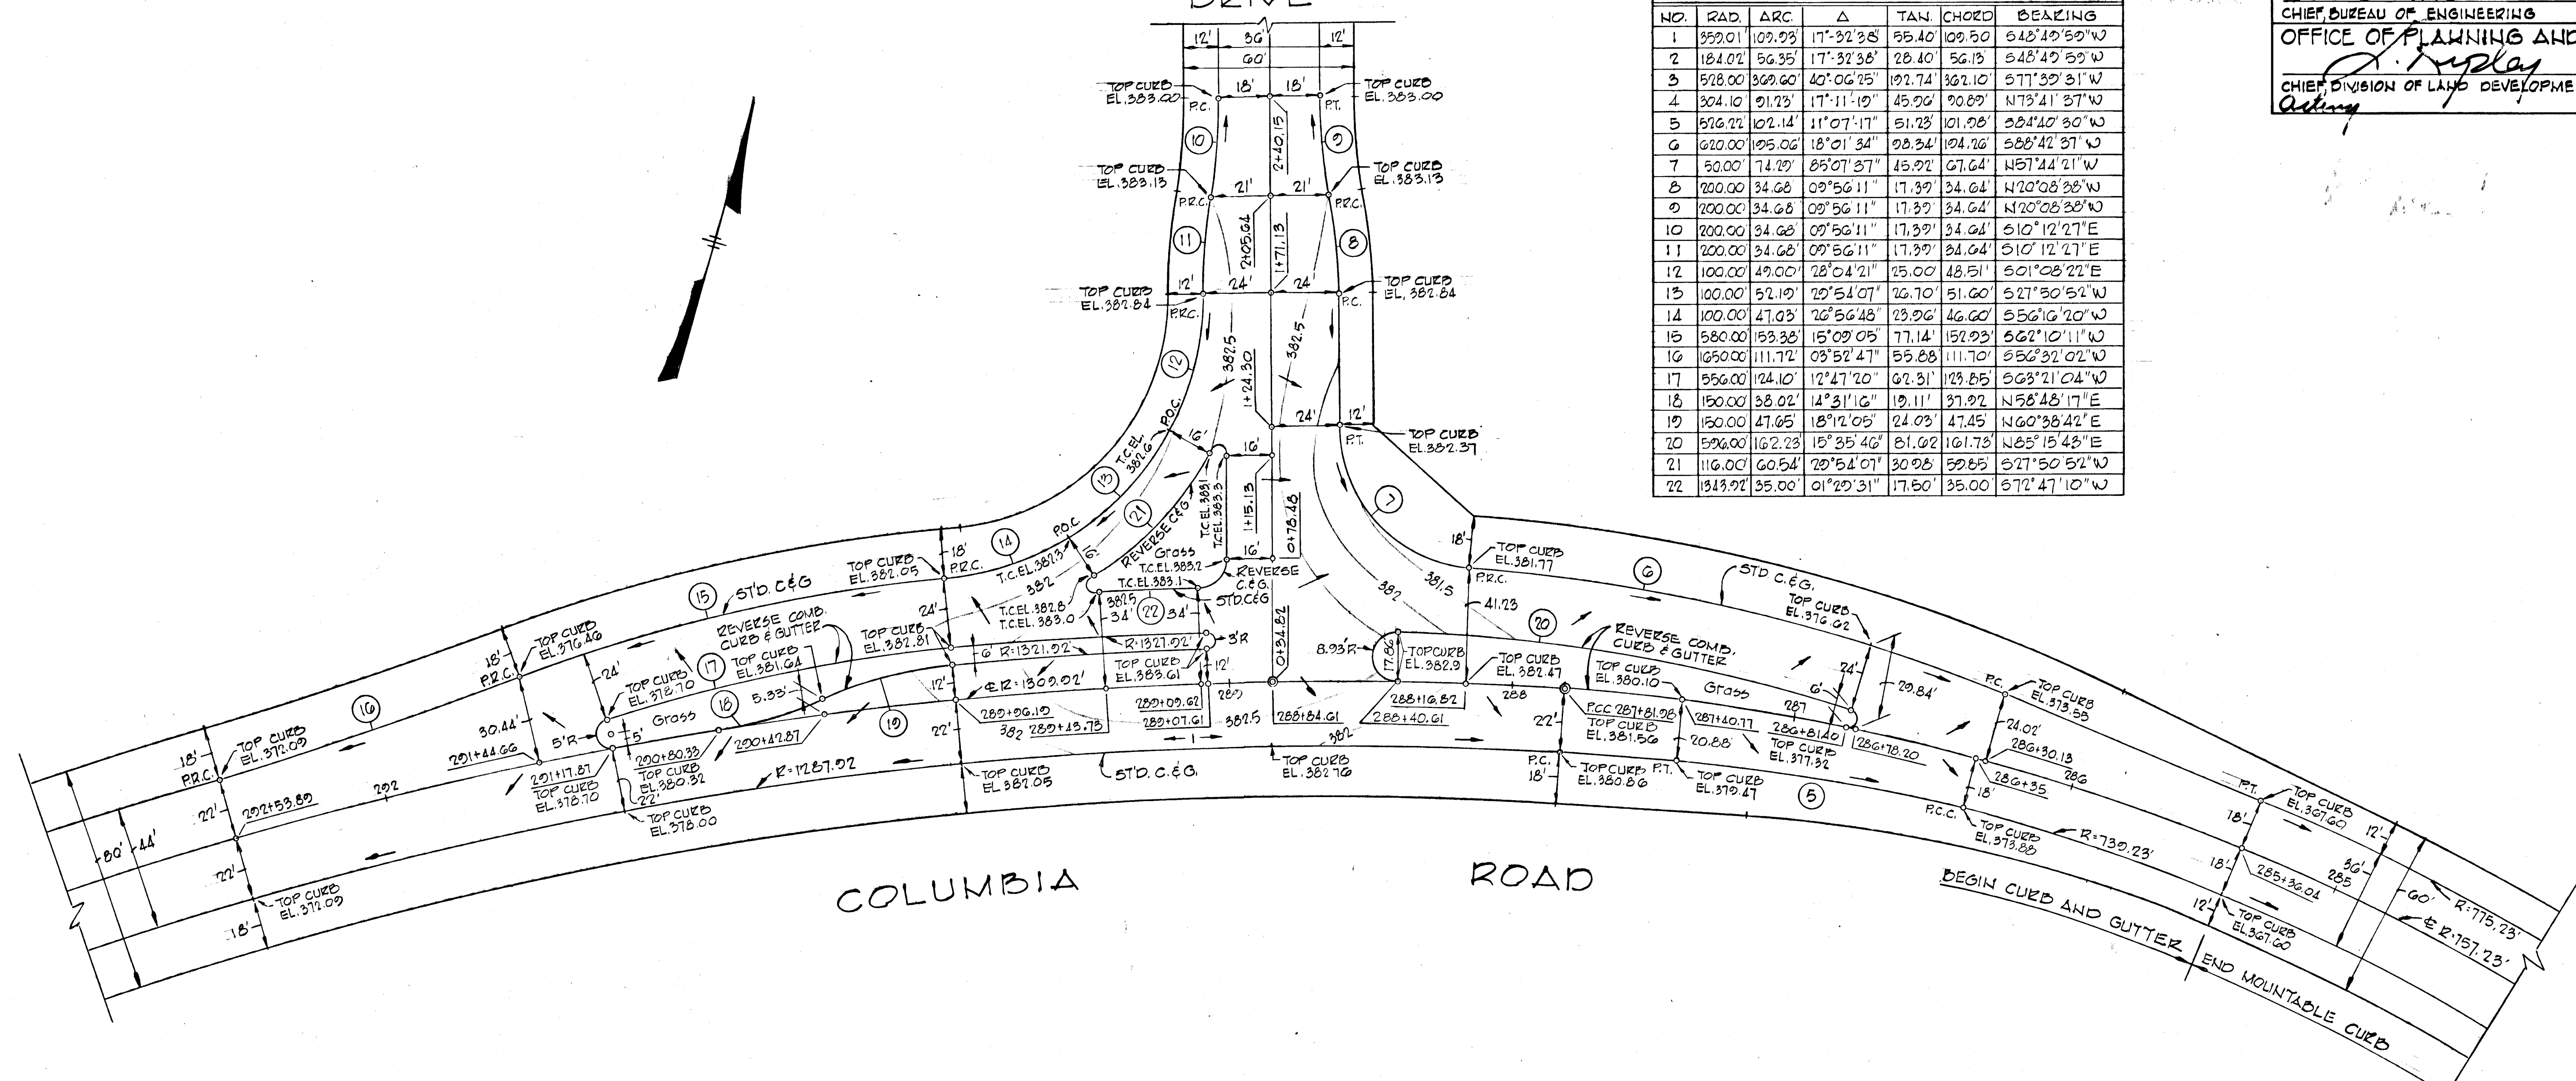 12' 36' 12'
60'
TOP CURB
EL.383.00
P.C.
18' 18'
P.T.
TOP CURB
EL.383.00
10
2+40.15
9
TOP CURB
EL.383.13
P.R.C.
21' 21'
P.R.C.
TOP CURB
EL.383.13
11
2+05.64
1+71.13
8
TOP CURB
EL.382.84
12'
P.R.C.
24' 24'
P.C.
TOP CURB
EL.382.84
12
382.5
1+24.30
382.5
P.O.C.
T.C.EL.
382.6
16'
16'
24' 12'
P.T.
TOP CURB
EL.382.37
13
21
REVERSE C&G
T.C.EL.383.1
T.C.EL.383.3
1+15.13
0+78.48
7
P.O.C.
16'
Grass
T.C.EL.383.2
16'
REVERSE
C.&G.
T.C.EL.382.3
T.C.EL.383.1
STD.C&G
382
T.C.EL.382.8
T.C.EL.383.0
382.5
22
34' 34'
0+34.82
14
18'
P.R.C.
TOP CURB
EL.382.05
15
ST'D. C&G
24'
REVERSE COMB.
CURB & GUTTER
TOP CURB
EL.382.81
6'
R=1321.92'
R=1327.92'
3'R
TOP CURB
EL.383.61
12'
12'
18'
TOP CURB
EL.376.46
P.R.C.
24'
17
TOP CURB
EL.381.64
5.33'
TOP CURB
EL.378.70
18
Grass
5'R
5'
19
℄ R=1309.92'
16
30.44'
18'
TOP CURB
EL.372.09
P.R.C.
22'
292+53.89
292
291+44.66
291+17.87
TOP CURB
EL.378.70
290+80.33
TOP CURB
EL.380.32
22'
290+42.87
289+96.19
382
289+43.73
289+09.62
289+07.61
289
382.5
288+84.61
288+40.61
288+16.82
288
22'
R=1287.92
TOP CURB
EL.378.00
TOP CURB
EL.382.05
ST'D. C.&G.
TOP CURB
EL.382.76
382
80' 44'
22'
TOP CURB
EL.372.09
18'
18'
TOP CURB
EL.381.77
P.R.C.
6
STD. C.&G.
382
381.5
41.23
TOP CURB
EL.376.62
20
REVERSE COMB.
CURB & GUTTER
8.93'R
17.86'
TOP CURB
EL.382.9
TOP CURB
EL.382.47
TOP CURB
EL.380.10
Grass
24'
6'
29.84'
P.C.
TOP CURB
EL.373.58
22'
P.C.C. 287+81.98
TOP CURB
EL.381.56
287+40.77
287
286+81.40
286+78.20
24.02'
286+30.13
286
286+35
20.88'
TOP CURB
EL.377.32
P.C.
18'
TOP CURB
EL.380.86
P.T.
TOP CURB
EL.379.47
5
18'
P.C.C.
TOP CURB
EL.373.88
R=739.23'
P.T.
TOP CURB
EL.367.60
18'
12'
18'
285+36.04
285
36'
60'
R=775.23'
℄ R=757.23'
12'
TOP CURB
EL.367.60
COLUMBIA ROAD
BEGIN CURB AND GUTTER
END MOUNTABLE CURB
NO. RAD. ARC. Δ TAN. CHORD BEARING
1 359.01' 109.93' 17°-32'38" 55.40' 109.50 S48°49'59"W
2 184.02' 56.35' 17°-32'38" 28.40' 56.13' S48°49'59"W
3 528.00' 369.60' 40°-06'25" 192.74' 362.10' S77°39'31"W
4 304.10' 91.23' 17°-11'-19" 45.96' 90.89' N73°41'37"W
5 526.22' 102.14' 11°07'-17" 51.23' 101.98' S84°40'30"W
6 620.00' 195.06' 18°01'34" 98.34' 194.26' S88°42'37"W
7 50.00' 74.29' 85°07'37" 45.92' 67.64' N57°44'21"W
8 200.00' 34.68' 09°56'11" 17.39' 34.64' N20°08'38"W
9 200.00' 34.68' 09°56'11" 17.39' 34.64' N20°08'38"W
10 200.00' 34.68' 09°56'11" 17.39' 34.64' S10°12'27"E
11 200.00' 34.68' 09°56'11" 17.39' 34.64' S10°12'27"E
12 100.00' 49.00' 28°04'21" 25.00' 48.51' S01°08'22"E
13 100.00' 52.19' 29°54'07" 26.70' 51.60' S27°50'52"W
14 100.00' 47.03' 26°56'48" 23.96' 46.60' S56°16'20"W
15 580.00' 153.38' 15°09'05" 77.14' 152.93' S62°10'11"W
16 1650.00' 111.72' 03°52'47" 55.88' 111.70' S56°32'02"W
17 556.00' 124.10' 12°47'20" 62.31' 123.85' S63°21'04"W
18 150.00' 38.02' 14°31'16" 19.11' 37.92 N58°48'17"E
19 150.00' 47.65' 18°12'05" 24.03' 47.45' N60°38'42"E
20 596.00' 162.23' 15°35'46" 81.62' 161.73' N85°15'43"E
21 116.00' 60.54' 29°54'07" 30.98' 59.85' S27°50'52"W
22 1343.92' 35.00' 01°29'31" 17.50' 35.00' S72°47'10"W
CHIEF, BUREAU OF ENGINEERING
OFFICE OF PLANNING AND
CHIEF, DIVISION OF LAND DEVELOPME
Acting